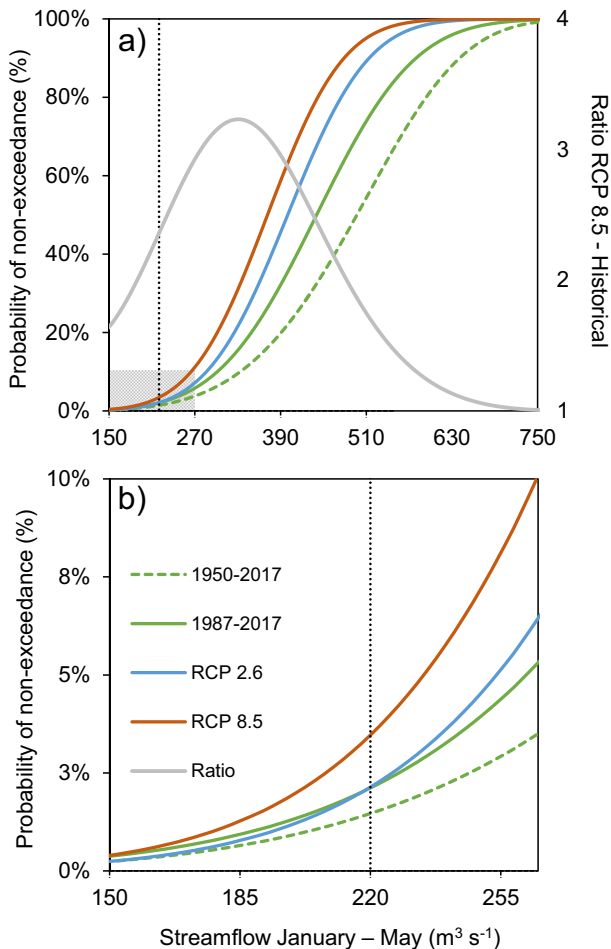 a)
Probability of non-exceedance (%)
100%
80%
60%
40%
20%
0%
150 270 390 510 630 750
4
3
2
1
Ratio RCP 8.5 - Historical
b)
Probability of non-exceedance (%)
10%
8%
5%
3%
0%
1950-2017
1987-2017
RCP 2.6
RCP 8.5
Ratio
150 185 220 255
Streamflow January – May (m³ s⁻¹)